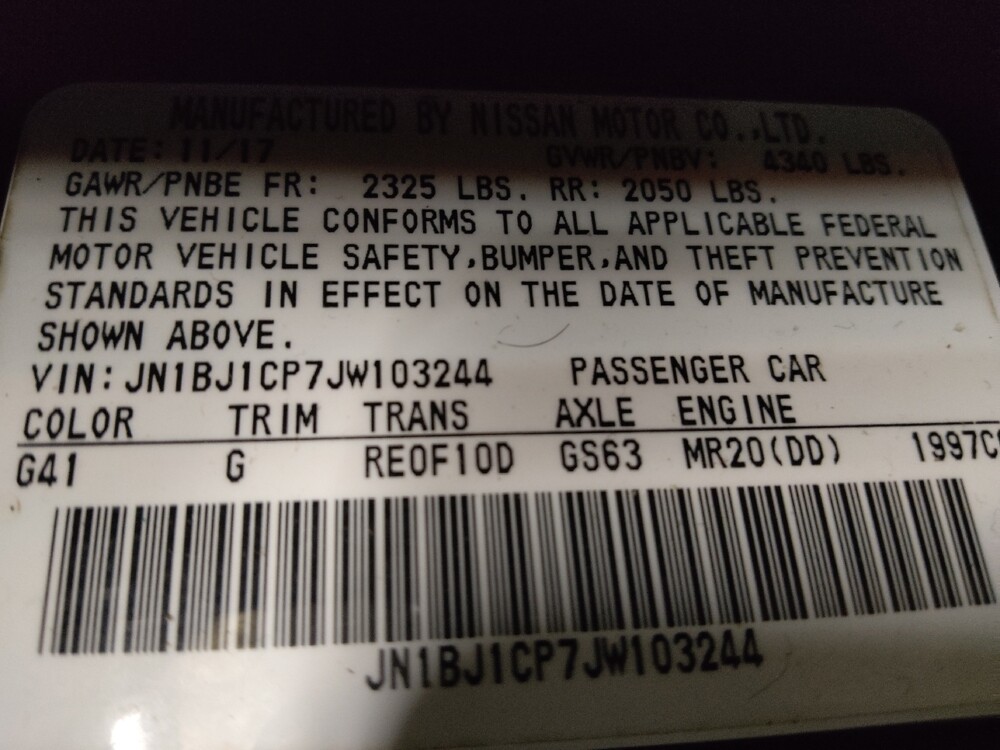 MANUFACTURED BY NISSAN MOTOR CO.,LTD.
DATE: 11/17 GVWR/PNBV: 4340 LBS.
GAWR/PNBE FR: 2325 LBS. RR: 2050 LBS.
THIS VEHICLE CONFORMS TO ALL APPLICABLE FEDERAL
MOTOR VEHICLE SAFETY,BUMPER,AND THEFT PREVENTION
STANDARDS IN EFFECT ON THE DATE OF MANUFACTURE
SHOWN ABOVE.
VIN:JN1BJ1CP7JW103244 PASSENGER CAR
COLOR TRIM TRANS AXLE ENGINE
G41 G RE0F10D GS63 MR20(DD) 1997C
JN1BJ1CP7JW103244